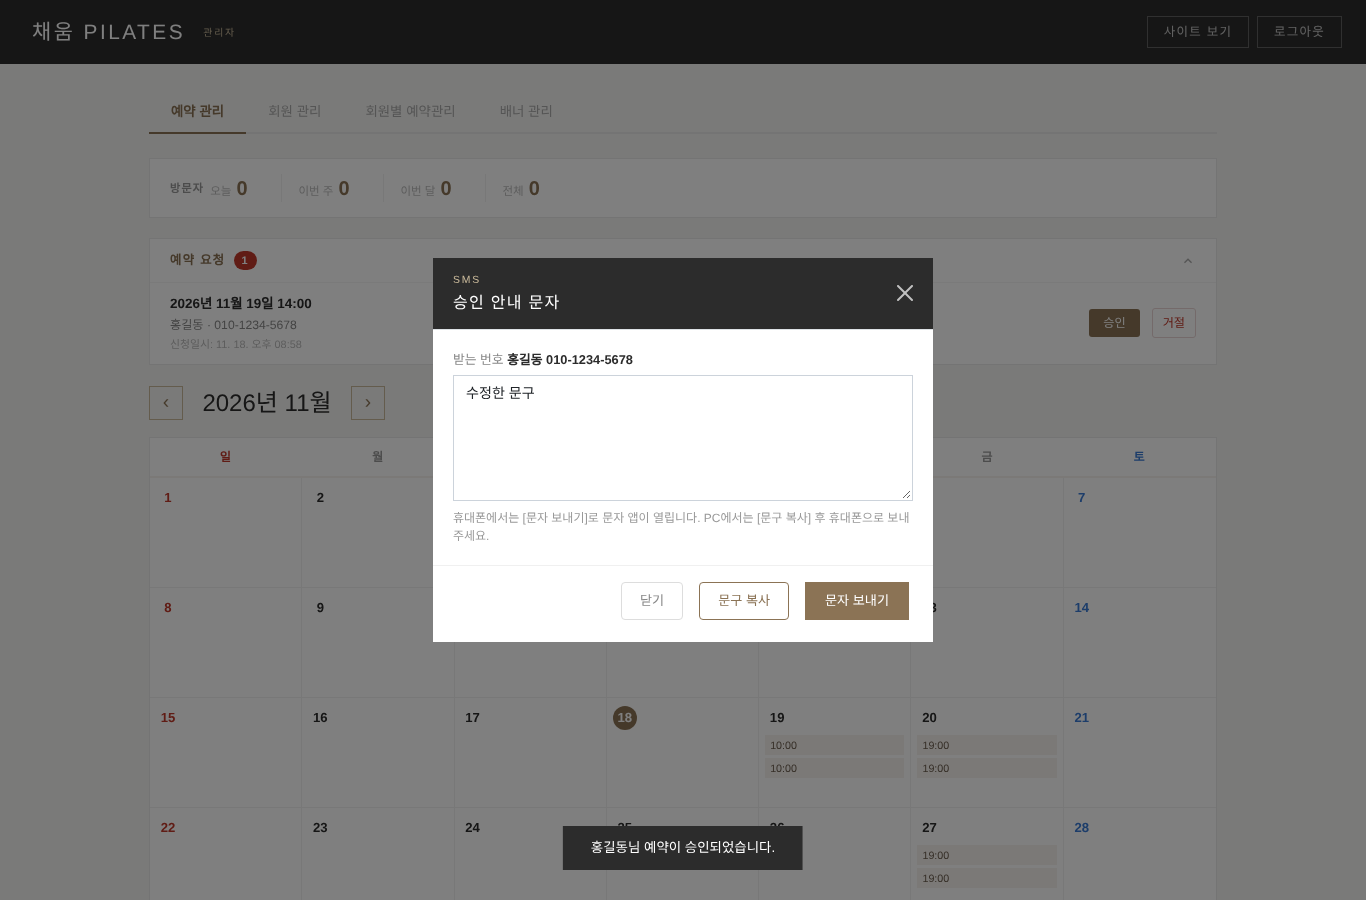 채움 PILATES 관리자 사이트 보기 로그아웃
예약 관리 회원 관리 회원별 예약관리 배너 관리
방문자 오늘 0 이번 주 0 이번 달 0 전체 0
예약 요청 1
2026년 11월 19일 14:00
홍길동 · 010-1234-5678
신청일시: 11. 18. 오후 08:58
승인 거절
SMS
승인 안내 문자
받는 번호 홍길동 010-1234-5678
수정한 문구
휴대폰에서는 [문자 보내기]로 문자 앱이 열립니다. PC에서는 [문구 복사] 후 휴대폰으로 보내
주세요.
닫기 문구 복사 문자 보내기
‹ 2026년 11월 ›
일 월 금 토
1 2 7
8 9 14
15 16 17 18 19 20 21
10:00 19:00
10:00 19:00
22 23 24 25 26 27 28
19:00
19:00
홍길동님 예약이 승인되었습니다.